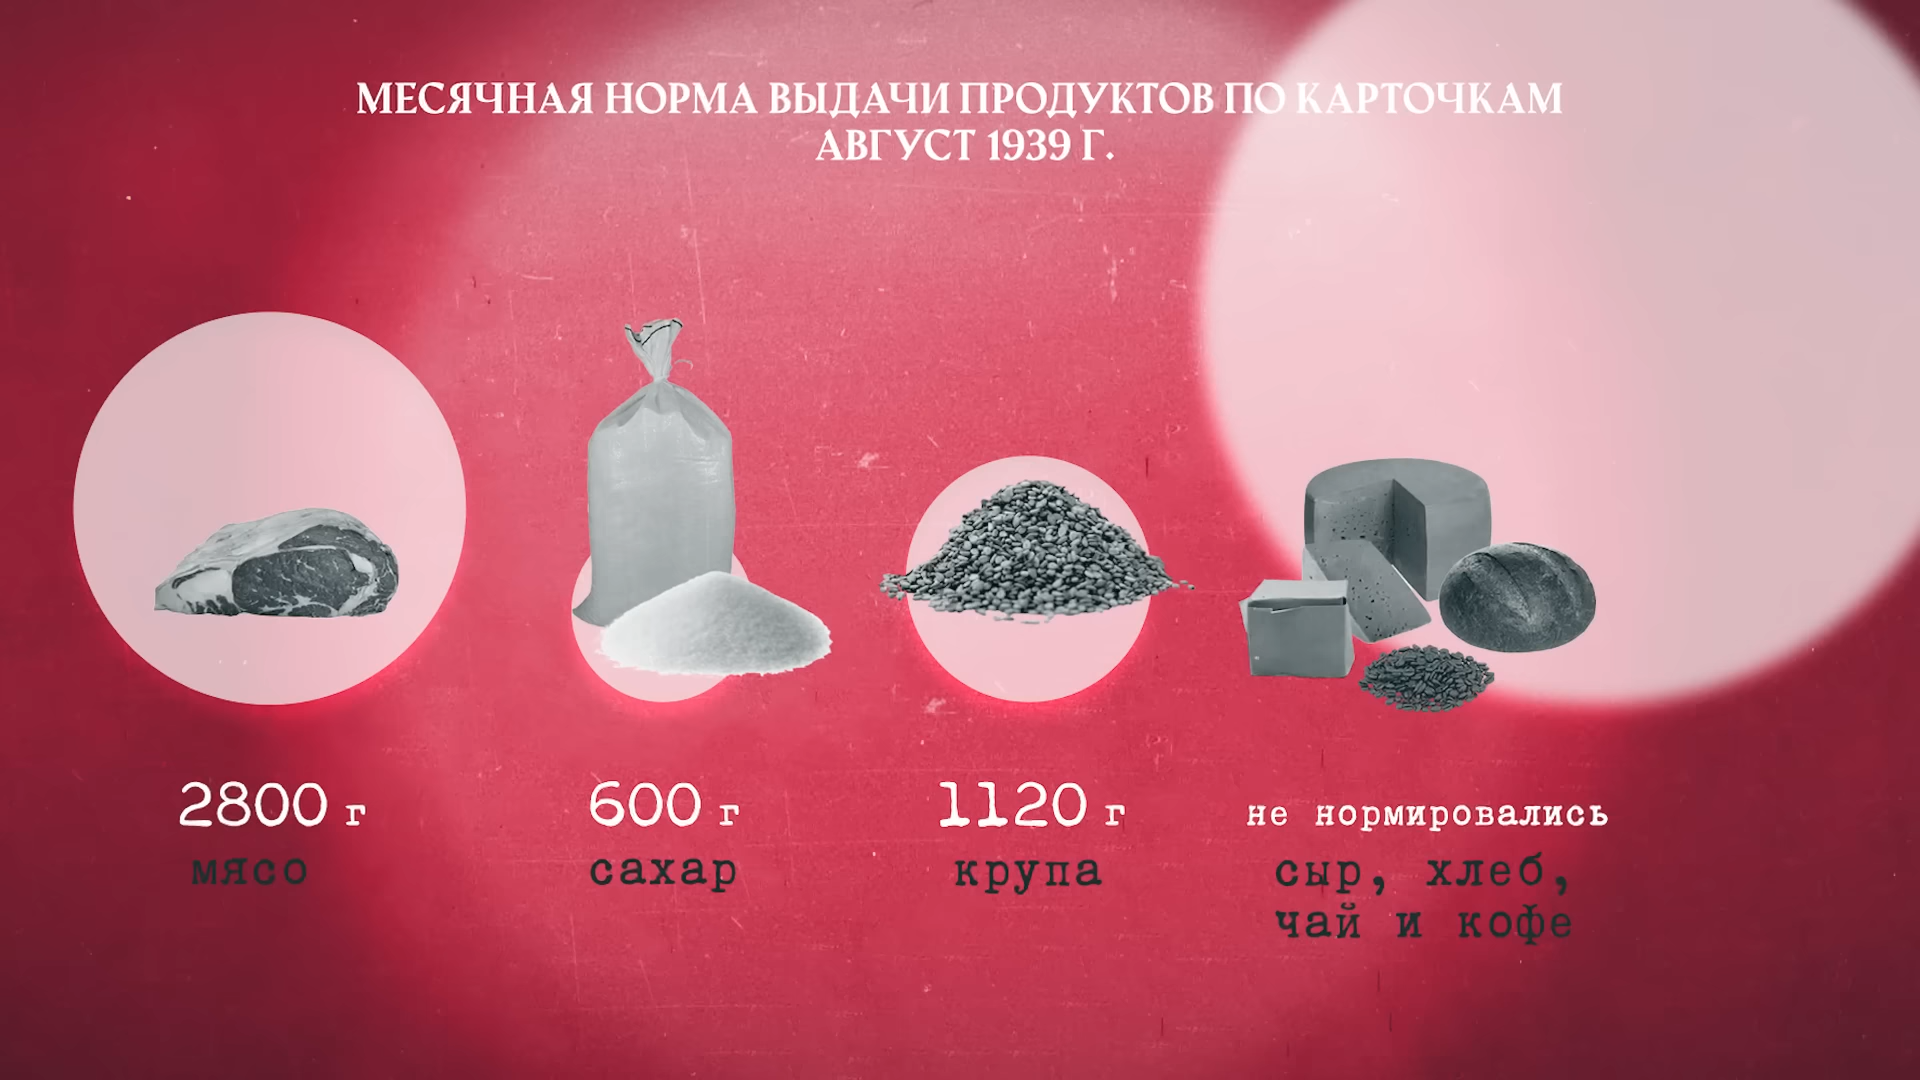 МЕСЯЧНАЯ НОРМА ВЫДАЧИ ПРОДУКТОВ ПО КАРТОЧКАМ
АВГУСТ 1939 Г.
2800 г
мясо
600 г
сахар
1120 г
крупа
не нормировались
сыр, хлеб,
чай и кофе